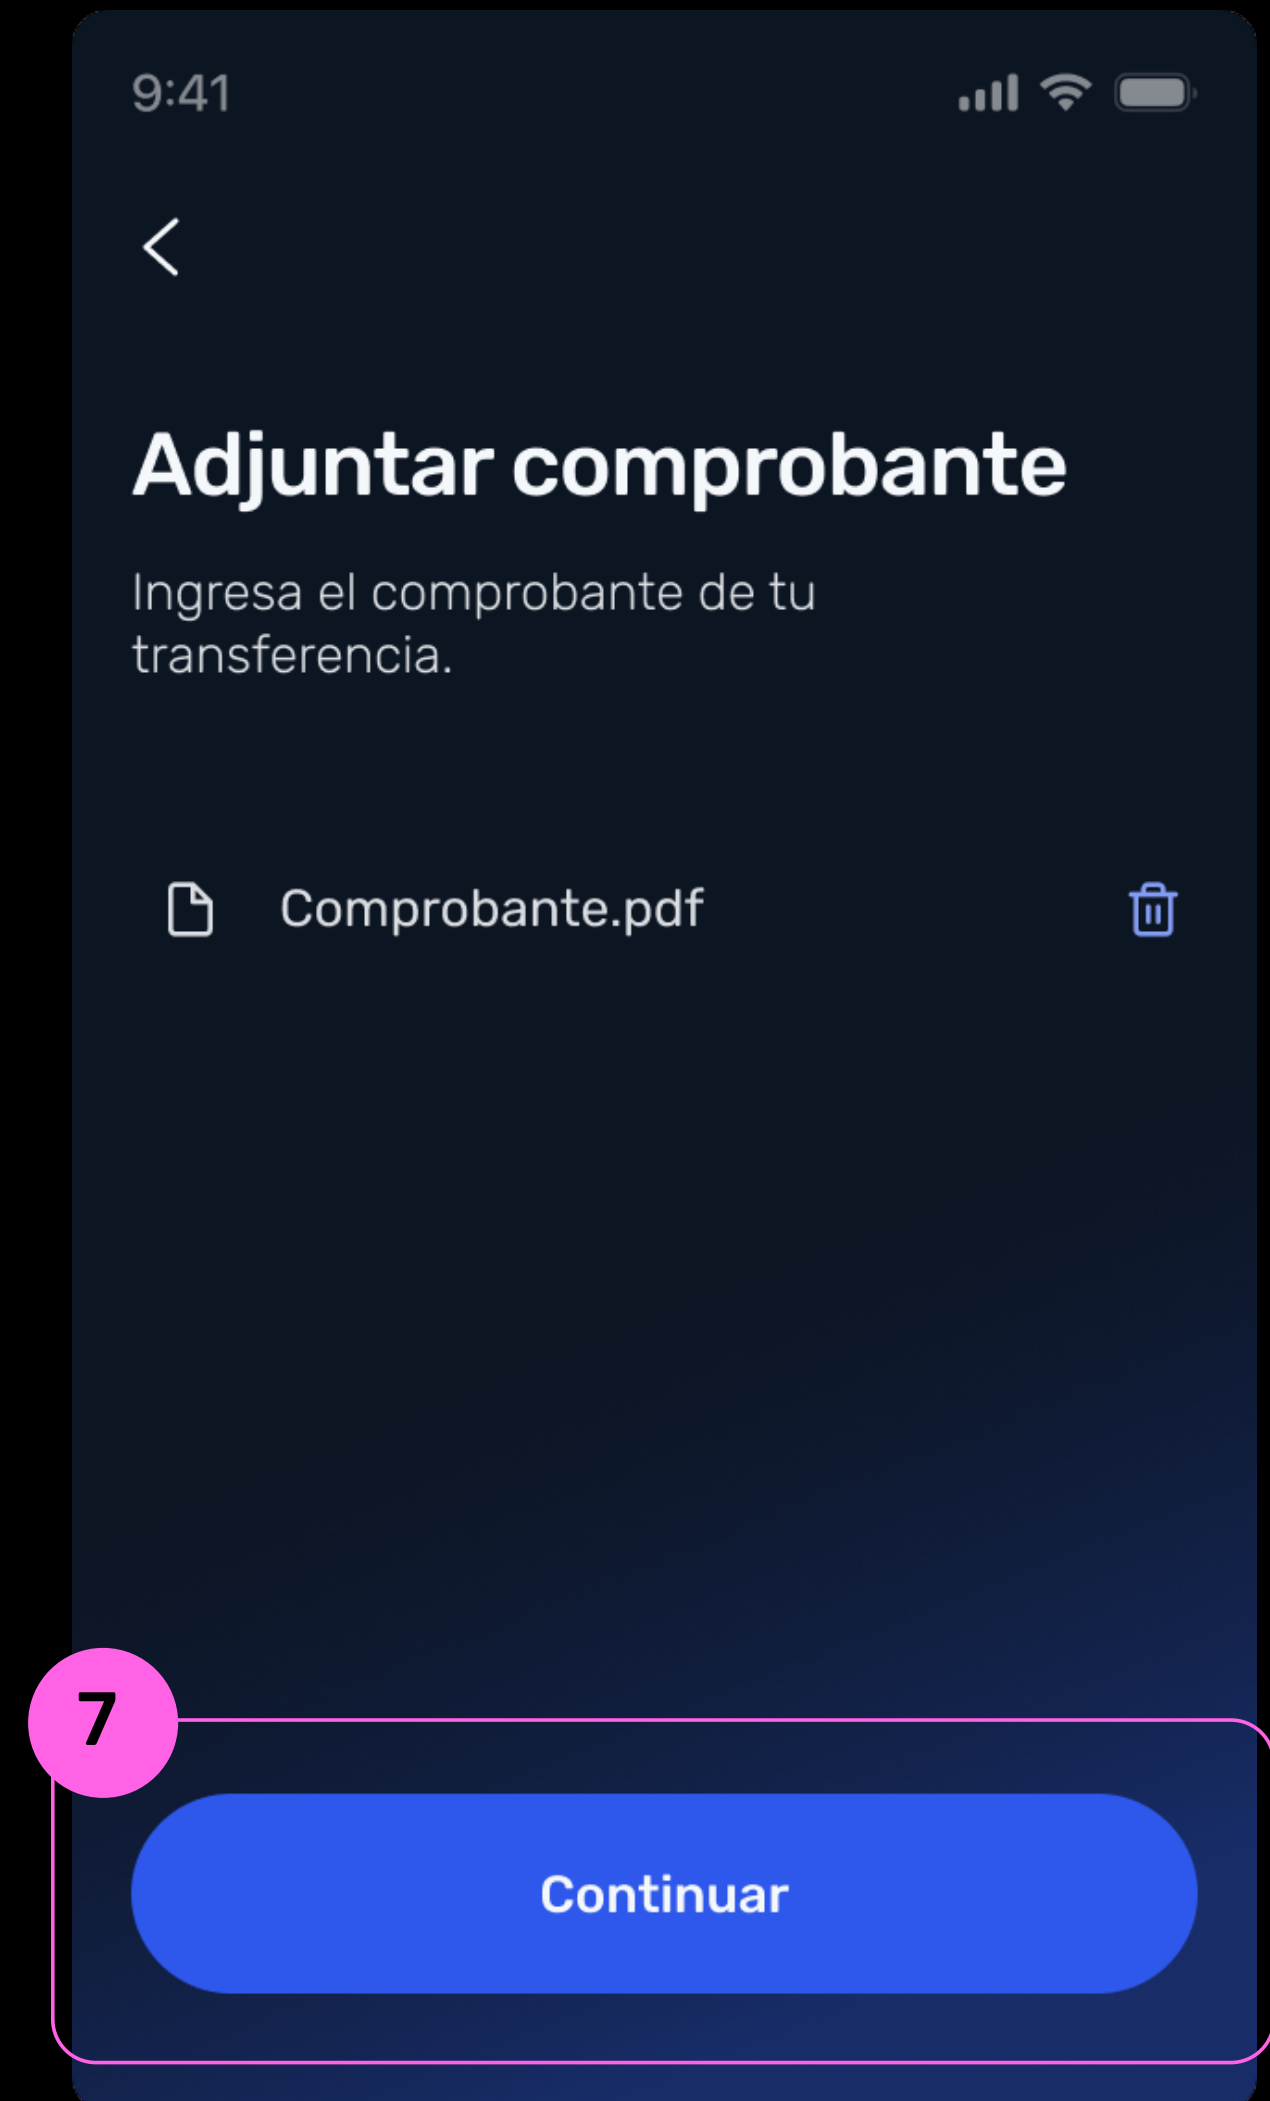 9:41
Adjuntar comprobante
Ingresa el comprobante de tu
transferencia.
Comprobante.pdf
7
Continuar